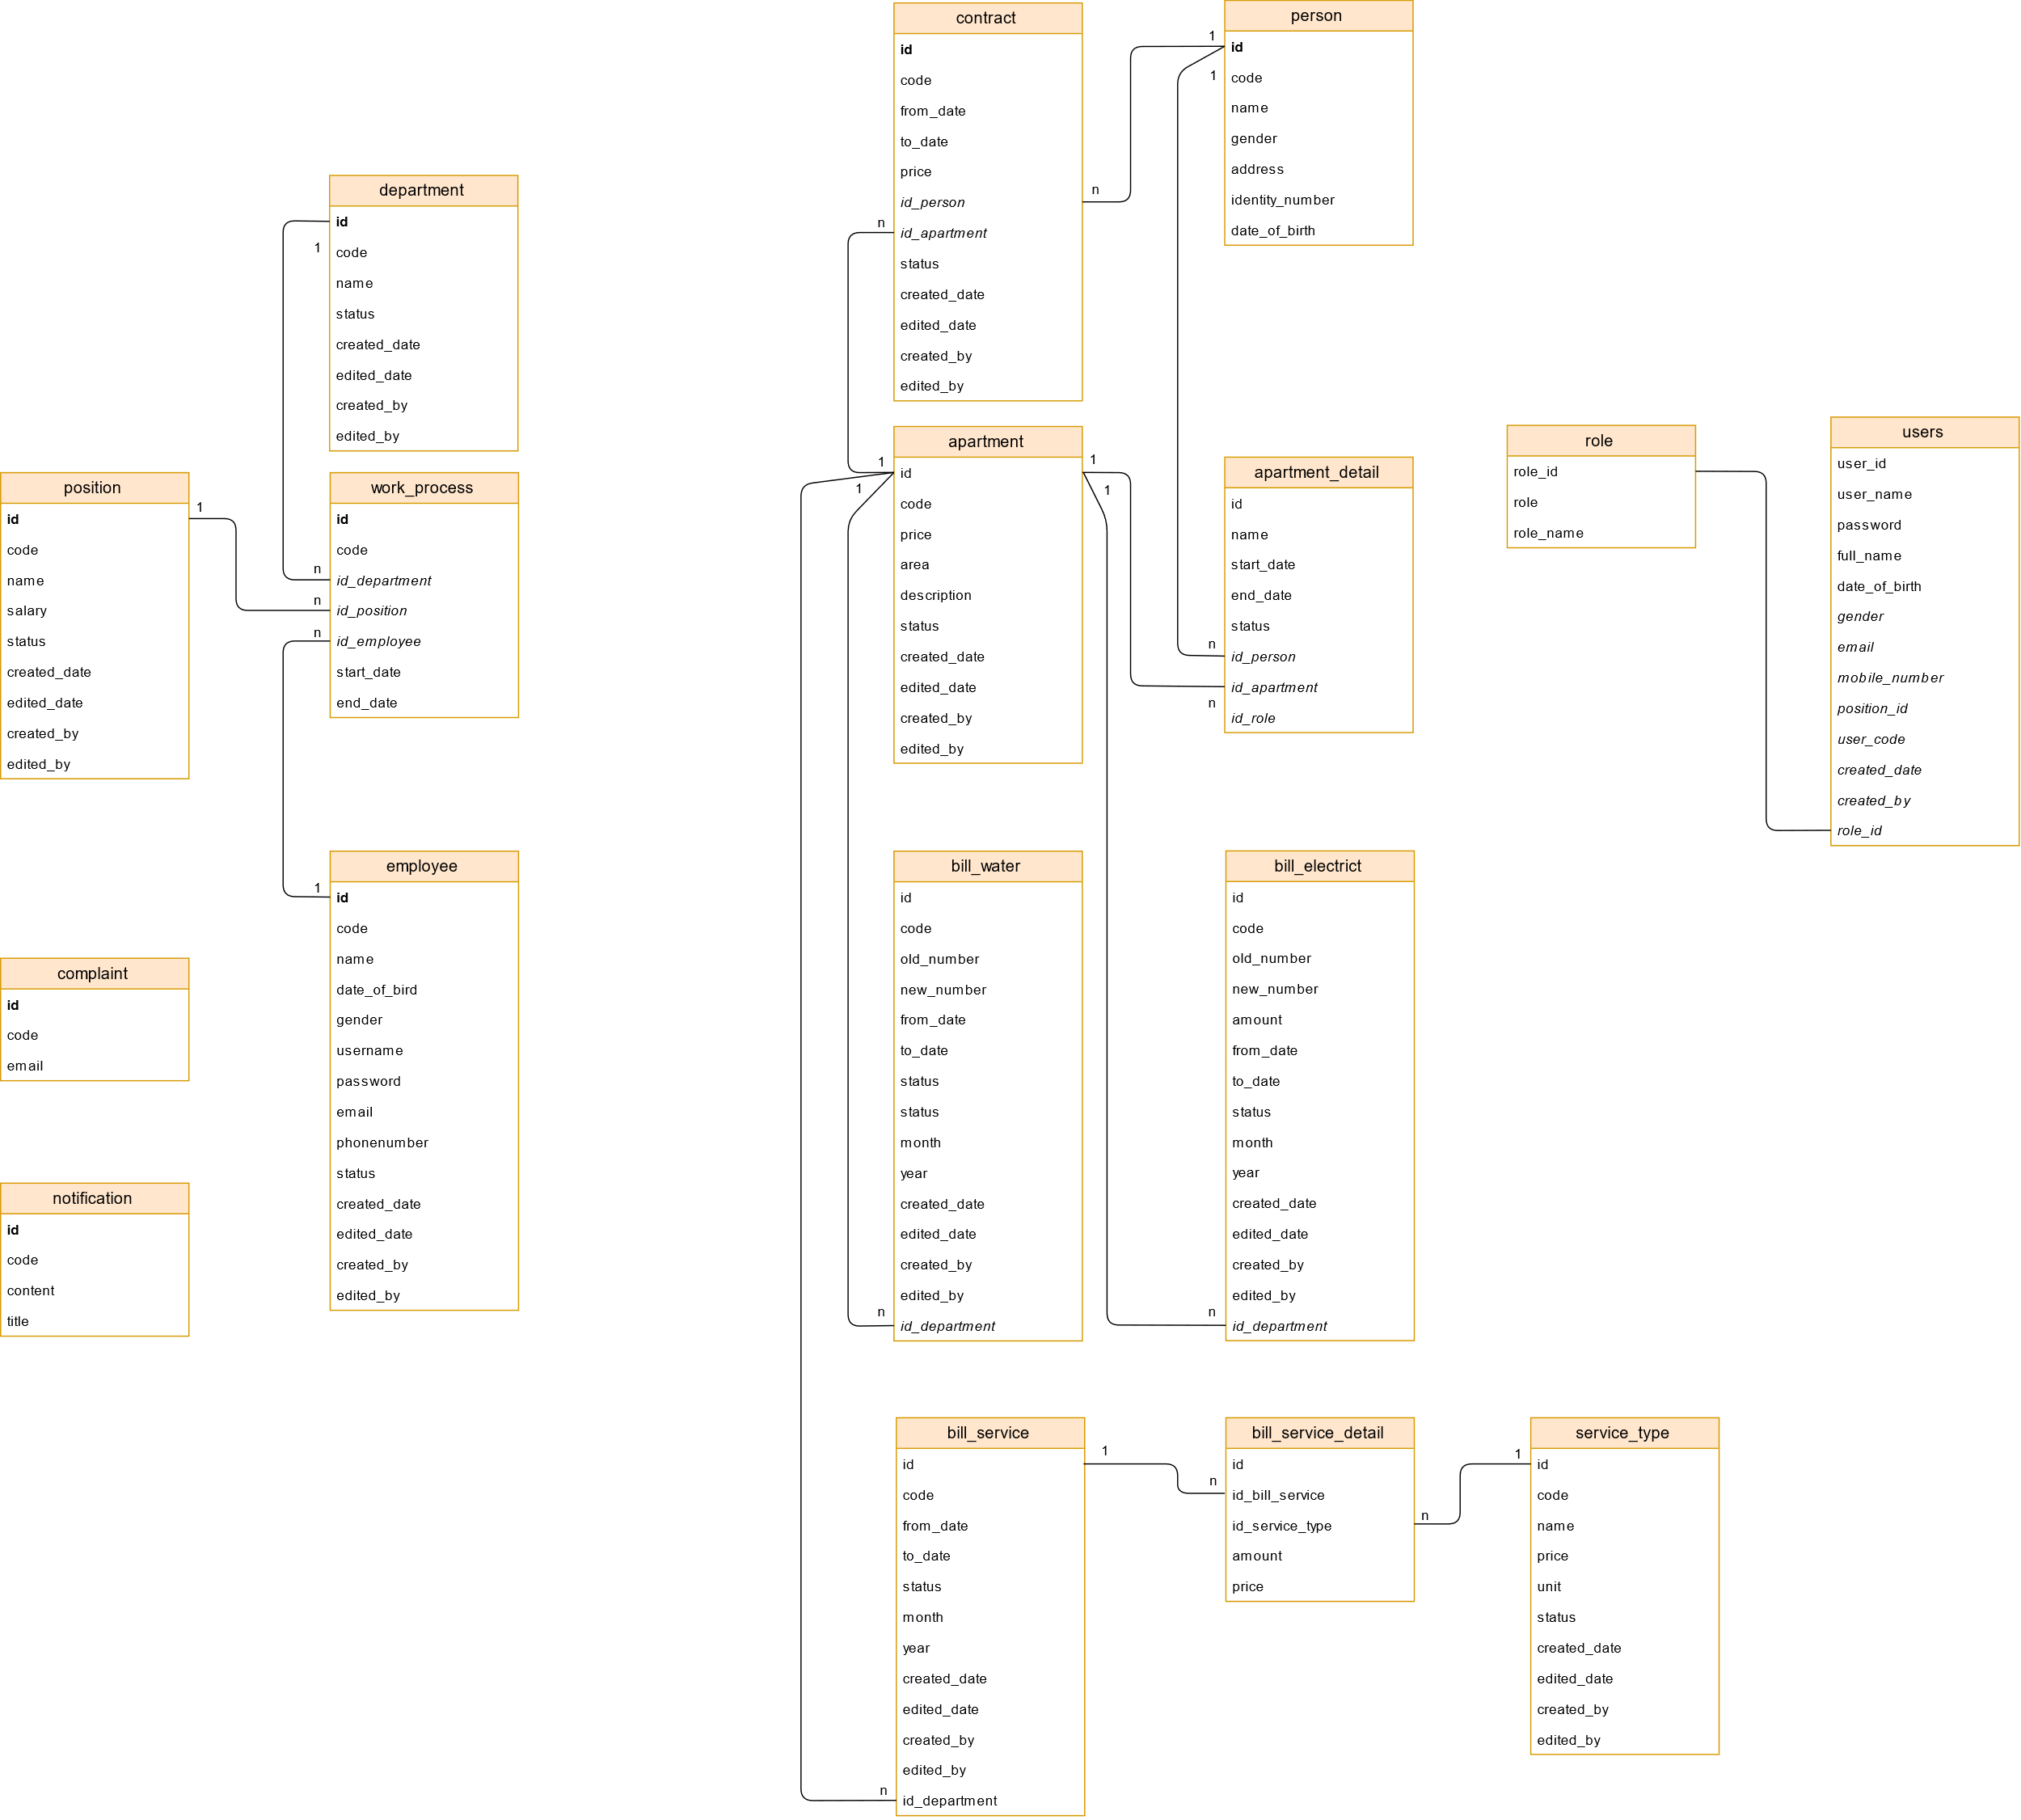 contract
id
code
from_date
to_date
price
id_person
id_apartment
status
created_date
edited_date
created_by
edited_by
person
id
code
name
gender
address
identity_number
date_of_birth
1
1
n
n
department
id
code
name
status
created_date
edited_date
created_by
edited_by
1
position
id
code
name
salary
status
created_date
edited_date
created_by
edited_by
1
work_process
id
code
id_department
id_position
id_employee
start_date
end_date
n
n
n
apartment
id
code
price
area
description
status
created_date
edited_date
created_by
edited_by
1
1
1
1
apartment_detail
id
name
start_date
end_date
status
id_person
id_apartment
id_role
n
n
role
role_id
role
role_name
users
user_id
user_name
password
full_name
date_of_birth
gender
email
mobile_number
position_id
user_code
created_date
created_by
role_id
employee
id
code
name
date_of_bird
gender
username
password
email
phonenumber
status
created_date
edited_date
created_by
edited_by
1
complaint
id
code
email
notification
id
code
content
title
bill_water
id
code
old_number
new_number
from_date
to_date
status
status
month
year
created_date
edited_date
created_by
edited_by
id_department
n
bill_electrict
id
code
old_number
new_number
amount
from_date
to_date
status
month
year
created_date
edited_date
created_by
edited_by
id_department
n
bill_service
id
code
from_date
to_date
status
month
year
created_date
edited_date
created_by
edited_by
id_department
1
n
bill_service_detail
id
id_bill_service
id_service_type
amount
price
n
n
service_type
id
code
name
price
unit
status
created_date
edited_date
created_by
edited_by
1